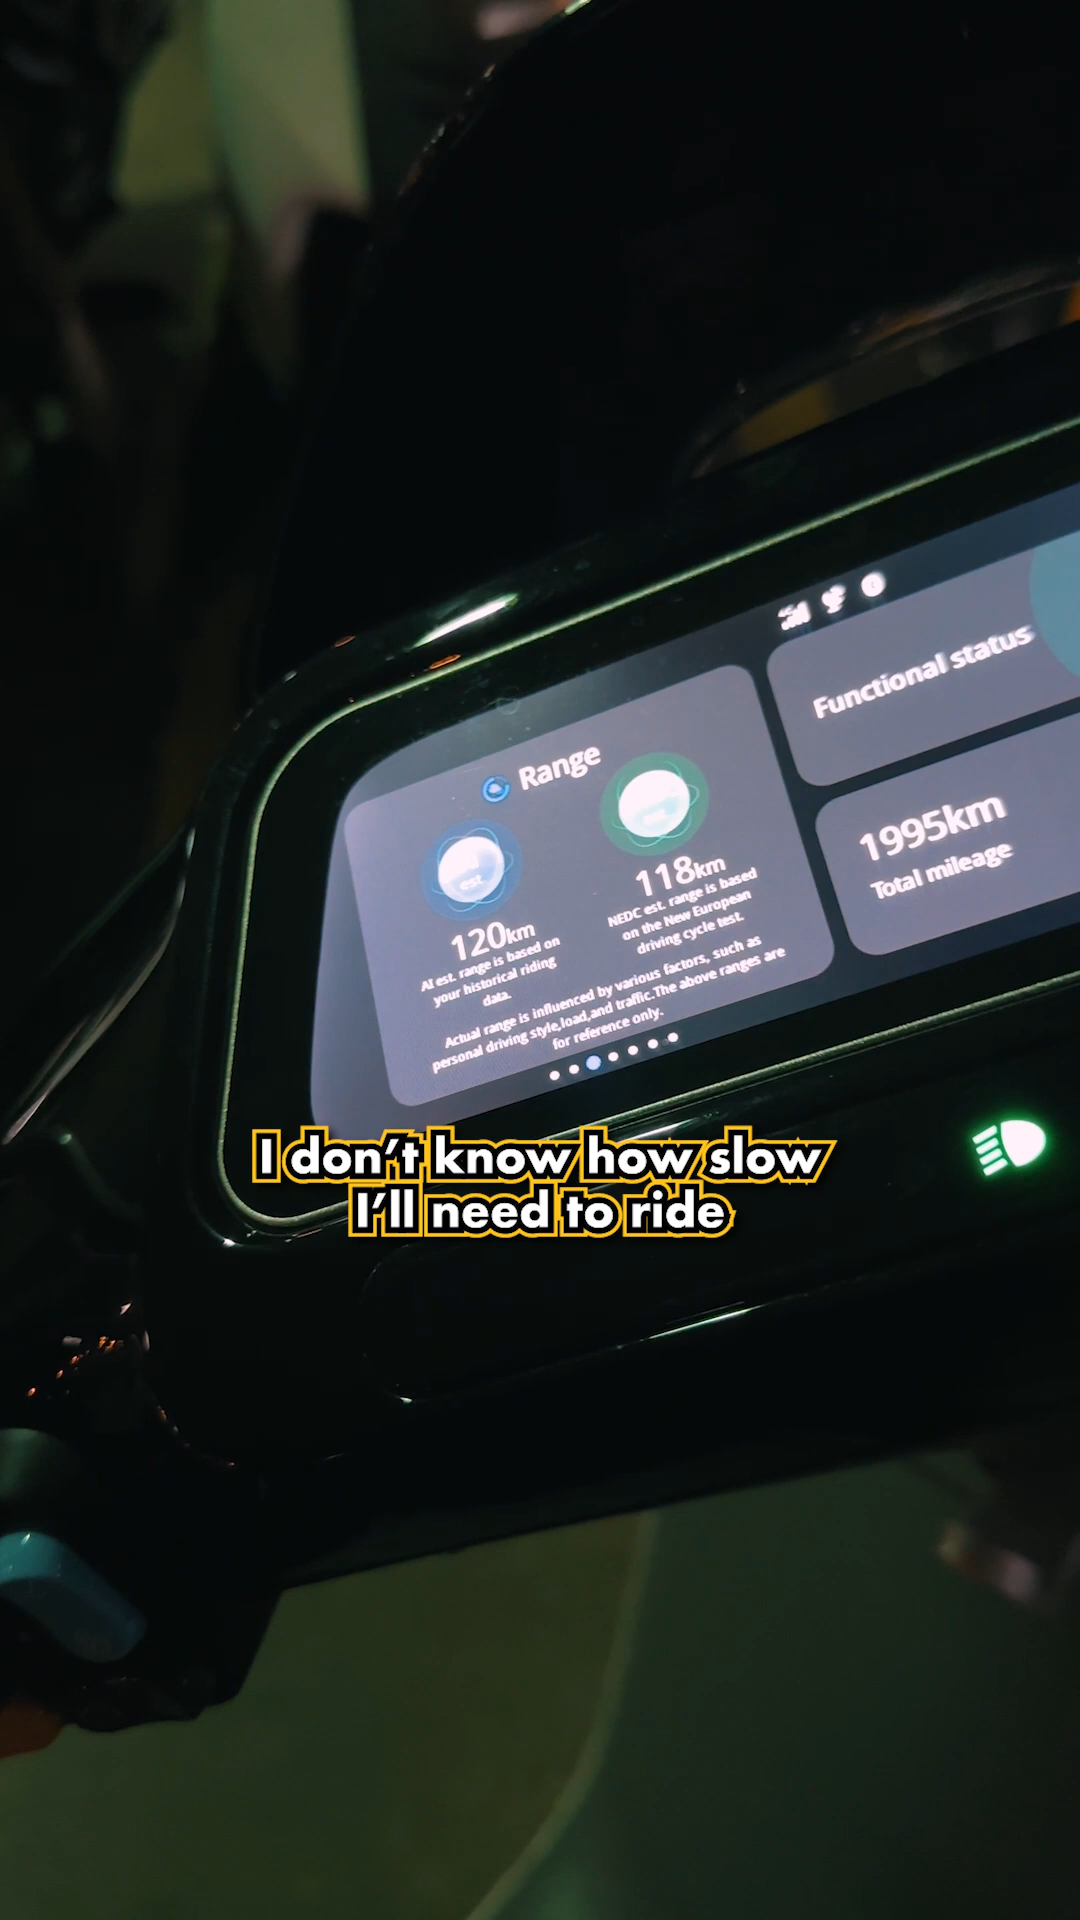 Range
est.
120km
AI est. range is based on
your historical riding
data.
118km
NEDC est. range is based
on the New European
driving cycle test.
Actual range is influenced by various factors, such as
personal driving style,load,and traffic.The above ranges are
for reference only.
Functional status
1995km
Total mileage
I don't know how slow
I'll need to ride